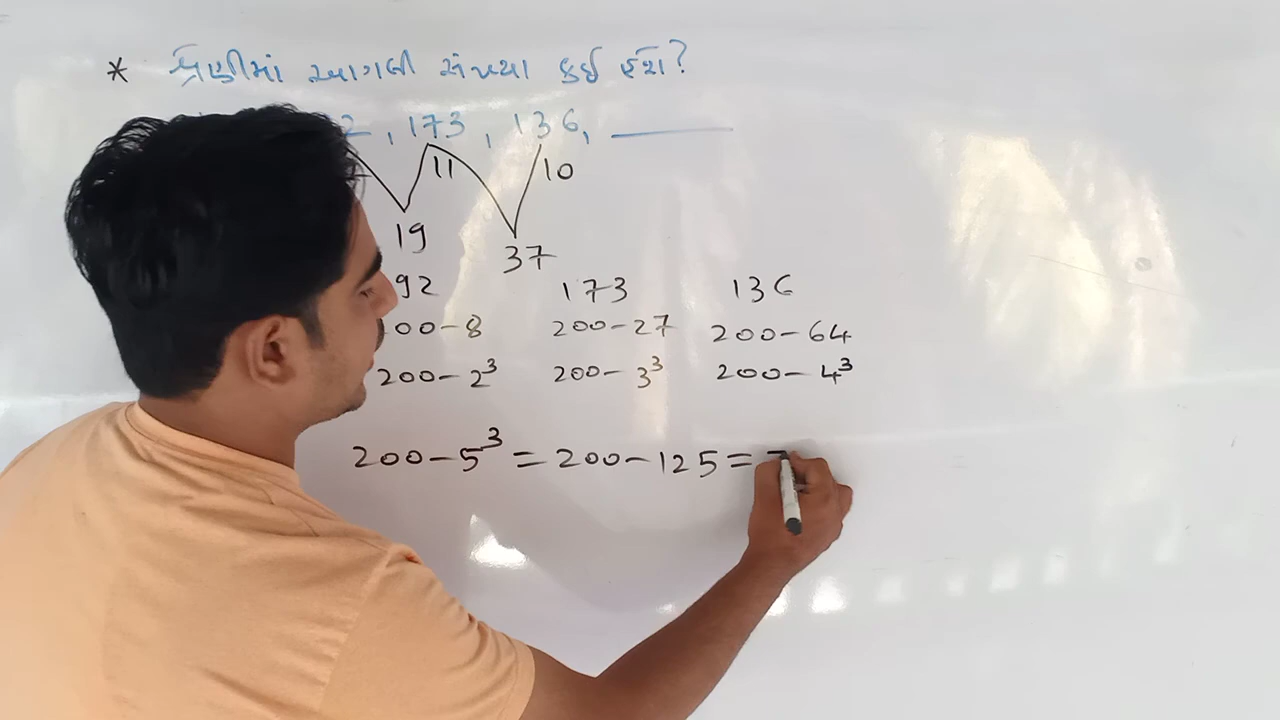 * શ્રેણીમાં આગળની સંખ્યા કઇ હશે?
2, 173, 136, ______
11 10
19 37
92 173 136
00-8 200-27 200-64
200-2³ 200-3³ 200-4³
200-5³ = 200-125 =